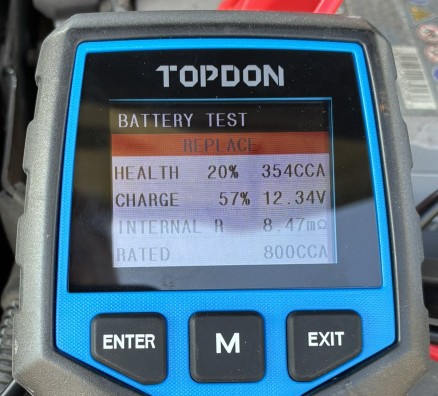 TOPDON
BATTERY TEST
REPLACE
HEALTH 20% 354CCA
CHARGE 57% 12.34V
INTERNAL R 8.47mΩ
RATED 800CCA
ENTER M EXIT